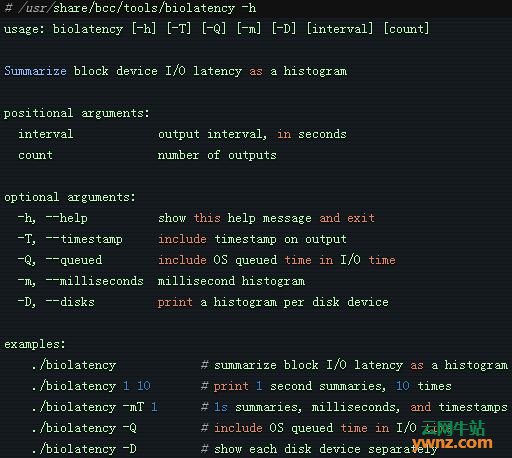 # /usr/share/bcc/tools/biolatency -h
usage: biolatency [-h] [-T] [-Q] [-m] [-D] [interval] [count]
Summarize block device I/O latency as a histogram
positional arguments:
interval output interval, in seconds
count number of outputs
optional arguments:
-h, --help show this help message and exit
-T, --timestamp include timestamp on output
-Q, --queued include OS queued time in I/O time
-m, --milliseconds millisecond histogram
-D, --disks print a histogram per disk device
examples:
./biolatency # summarize block I/O latency as a histogram
./biolatency 1 10 # print 1 second summaries, 10 times
./biolatency -mT 1 # 1s summaries, milliseconds, and timestamps
./biolatency -Q # include OS queued time in I/O time
./biolatency -D # show each disk device separately
云网牛站
ywnz.com